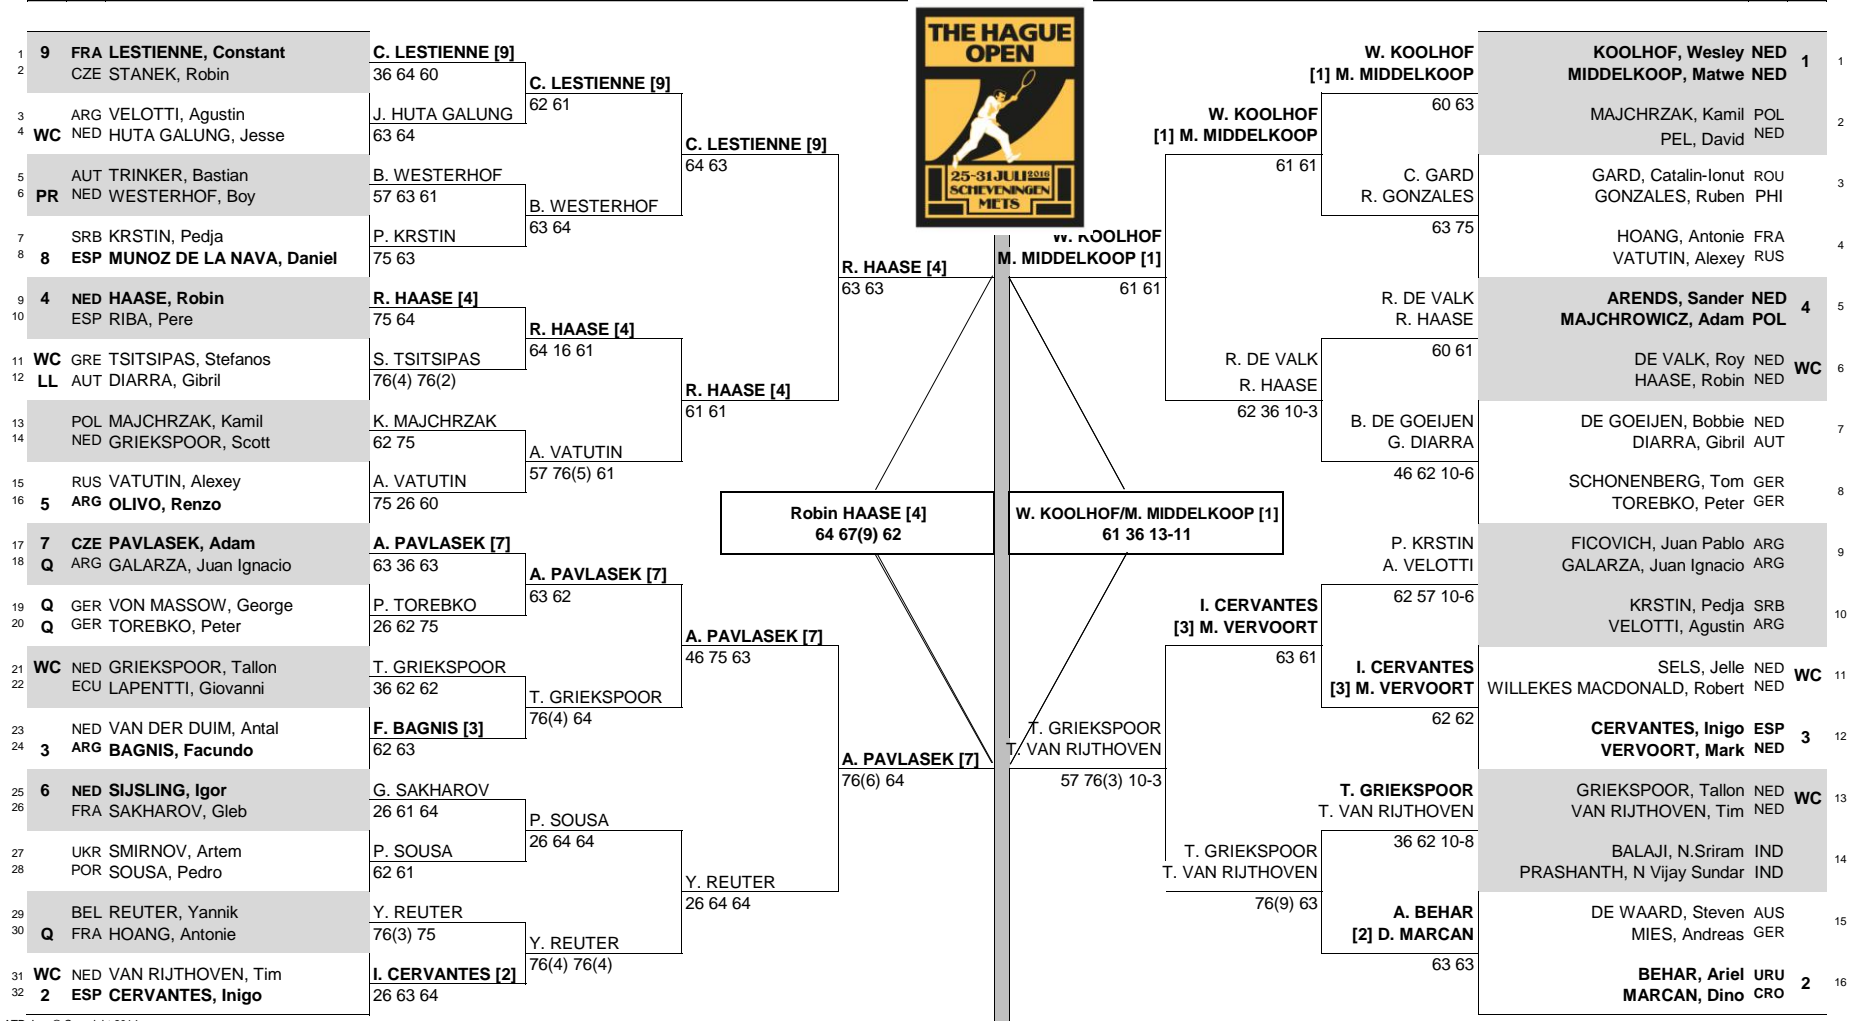 THE HAGUE
OPEN
25-31 JULI 2016
SCHEVENINGEN
METS
1 9 FRA LESTIENNE, Constant
2 CZE STANEK, Robin
3 ARG VELOTTI, Agustin
4 WC NED HUTA GALUNG, Jesse
5 AUT TRINKER, Bastian
6 PR NED WESTERHOF, Boy
7 SRB KRSTIN, Pedja
8 8 ESP MUNOZ DE LA NAVA, Daniel
9 4 NED HAASE, Robin
10 ESP RIBA, Pere
11 WC GRE TSITSIPAS, Stefanos
12 LL AUT DIARRA, Gibril
13 POL MAJCHRZAK, Kamil
14 NED GRIEKSPOOR, Scott
15 RUS VATUTIN, Alexey
16 5 ARG OLIVO, Renzo
17 7 CZE PAVLASEK, Adam
18 Q ARG GALARZA, Juan Ignacio
19 Q GER VON MASSOW, George
20 Q GER TOREBKO, Peter
21 WC NED GRIEKSPOOR, Tallon
22 ECU LAPENTTI, Giovanni
23 NED VAN DER DUIM, Antal
24 3 ARG BAGNIS, Facundo
25 6 NED SIJSLING, Igor
26 FRA SAKHAROV, Gleb
27 UKR SMIRNOV, Artem
28 POR SOUSA, Pedro
29 BEL REUTER, Yannik
30 Q FRA HOANG, Antonie
31 WC NED VAN RIJTHOVEN, Tim
32 2 ESP CERVANTES, Inigo
C. LESTIENNE [9]
36 64 60
J. HUTA GALUNG
63 64
B. WESTERHOF
57 63 61
P. KRSTIN
75 63
R. HAASE [4]
75 64
S. TSITSIPAS
76(4) 76(2)
K. MAJCHRZAK
62 75
A. VATUTIN
75 26 60
A. PAVLASEK [7]
63 36 63
P. TOREBKO
26 62 75
T. GRIEKSPOOR
36 62 62
F. BAGNIS [3]
62 63
G. SAKHAROV
26 61 64
P. SOUSA
62 61
Y. REUTER
76(3) 75
I. CERVANTES [2]
26 63 64
C. LESTIENNE [9]
62 61
B. WESTERHOF
63 64
R. HAASE [4]
64 16 61
A. VATUTIN
57 76(5) 61
A. PAVLASEK [7]
63 62
T. GRIEKSPOOR
76(4) 64
P. SOUSA
26 64 64
Y. REUTER
76(4) 76(4)
C. LESTIENNE [9]
64 63
R. HAASE [4]
61 61
A. PAVLASEK [7]
46 75 63
Y. REUTER
26 64 64
R. HAASE [4]
63 63
A. PAVLASEK [7]
76(6) 64
Robin HAASE [4]
64 67(9) 62
W. KOOLHOF/M. MIDDELKOOP [1]
61 36 13-11
W. KOOLHOF
M. MIDDELKOOP [1]
61 61
T. GRIEKSPOOR
T. VAN RIJTHOVEN
57 76(3) 10-3
W. KOOLHOF
[1] M. MIDDELKOOP
61 61
R. DE VALK
R. HAASE
62 36 10-3
I. CERVANTES
[3] M. VERVOORT
63 61
T. GRIEKSPOOR
T. VAN RIJTHOVEN
76(9) 63
W. KOOLHOF
[1] M. MIDDELKOOP
60 63
C. GARD
R. GONZALES
63 75
R. DE VALK
R. HAASE
60 61
B. DE GOEIJEN
G. DIARRA
46 62 10-6
P. KRSTIN
A. VELOTTI
62 57 10-6
I. CERVANTES
[3] M. VERVOORT
62 62
T. GRIEKSPOOR
T. VAN RIJTHOVEN
36 62 10-8
A. BEHAR
[2] D. MARCAN
63 63
KOOLHOF, Wesley NED
MIDDELKOOP, Matwe NED
1 1
MAJCHRZAK, Kamil POL
PEL, David NED
2
GARD, Catalin-Ionut ROU
GONZALES, Ruben PHI
3
HOANG, Antonie FRA
VATUTIN, Alexey RUS
4
ARENDS, Sander NED
MAJCHROWICZ, Adam POL
4 5
DE VALK, Roy NED
HAASE, Robin NED
WC 6
DE GOEIJEN, Bobbie NED
DIARRA, Gibril AUT
7
SCHONENBERG, Tom GER
TOREBKO, Peter GER
8
FICOVICH, Juan Pablo ARG
GALARZA, Juan Ignacio ARG
9
KRSTIN, Pedja SRB
VELOTTI, Agustin ARG
10
SELS, Jelle NED
WILLEKES MACDONALD, Robert NED
WC 11
CERVANTES, Inigo ESP
VERVOORT, Mark NED
3 12
GRIEKSPOOR, Tallon NED
VAN RIJTHOVEN, Tim NED
WC 13
BALAJI, N.Sriram IND
PRASHANTH, N Vijay Sundar IND
14
DE WAARD, Steven AUS
MIES, Andreas GER
15
BEHAR, Ariel URU
MARCAN, Dino CRO
2 16